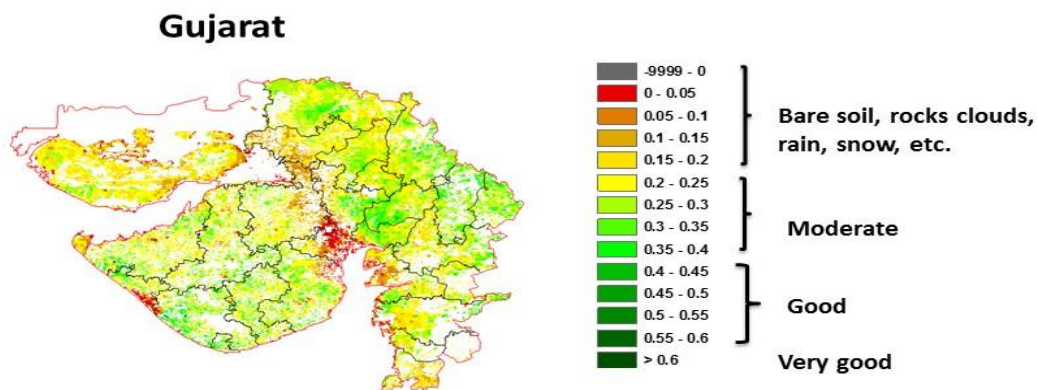 Gujarat
-9999 - 0
0 - 0.05
0.05 - 0.1
0.1 - 0.15
0.15 - 0.2
0.2 - 0.25
0.25 - 0.3
0.3 - 0.35
0.35 - 0.4
0.4 - 0.45
0.45 - 0.5
0.5 - 0.55
0.55 - 0.6
> 0.6
Bare soil, rocks clouds,
rain, snow, etc.
Moderate
Good
Very good